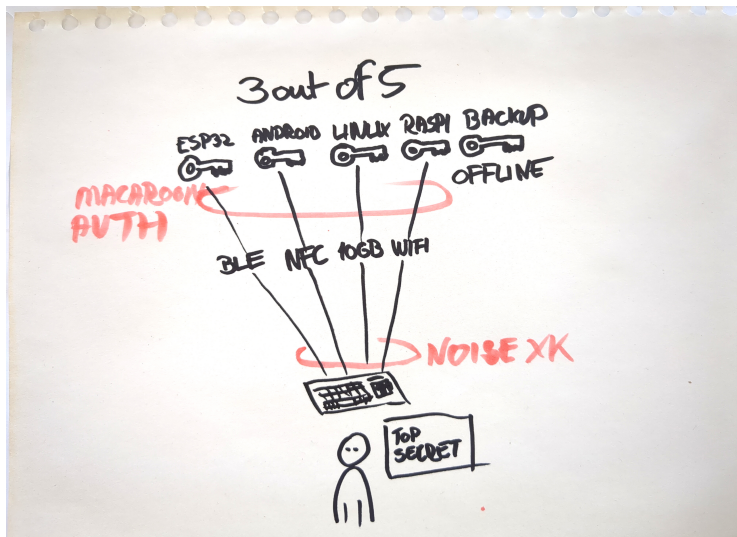 3 out of 5
ESP32 ANDROID LINUX RASPI BACKUP
OFFLINE
MACAROON
AUTH
BLE NFC 10GB WIFI
NOISE XK
TOP
SECRET